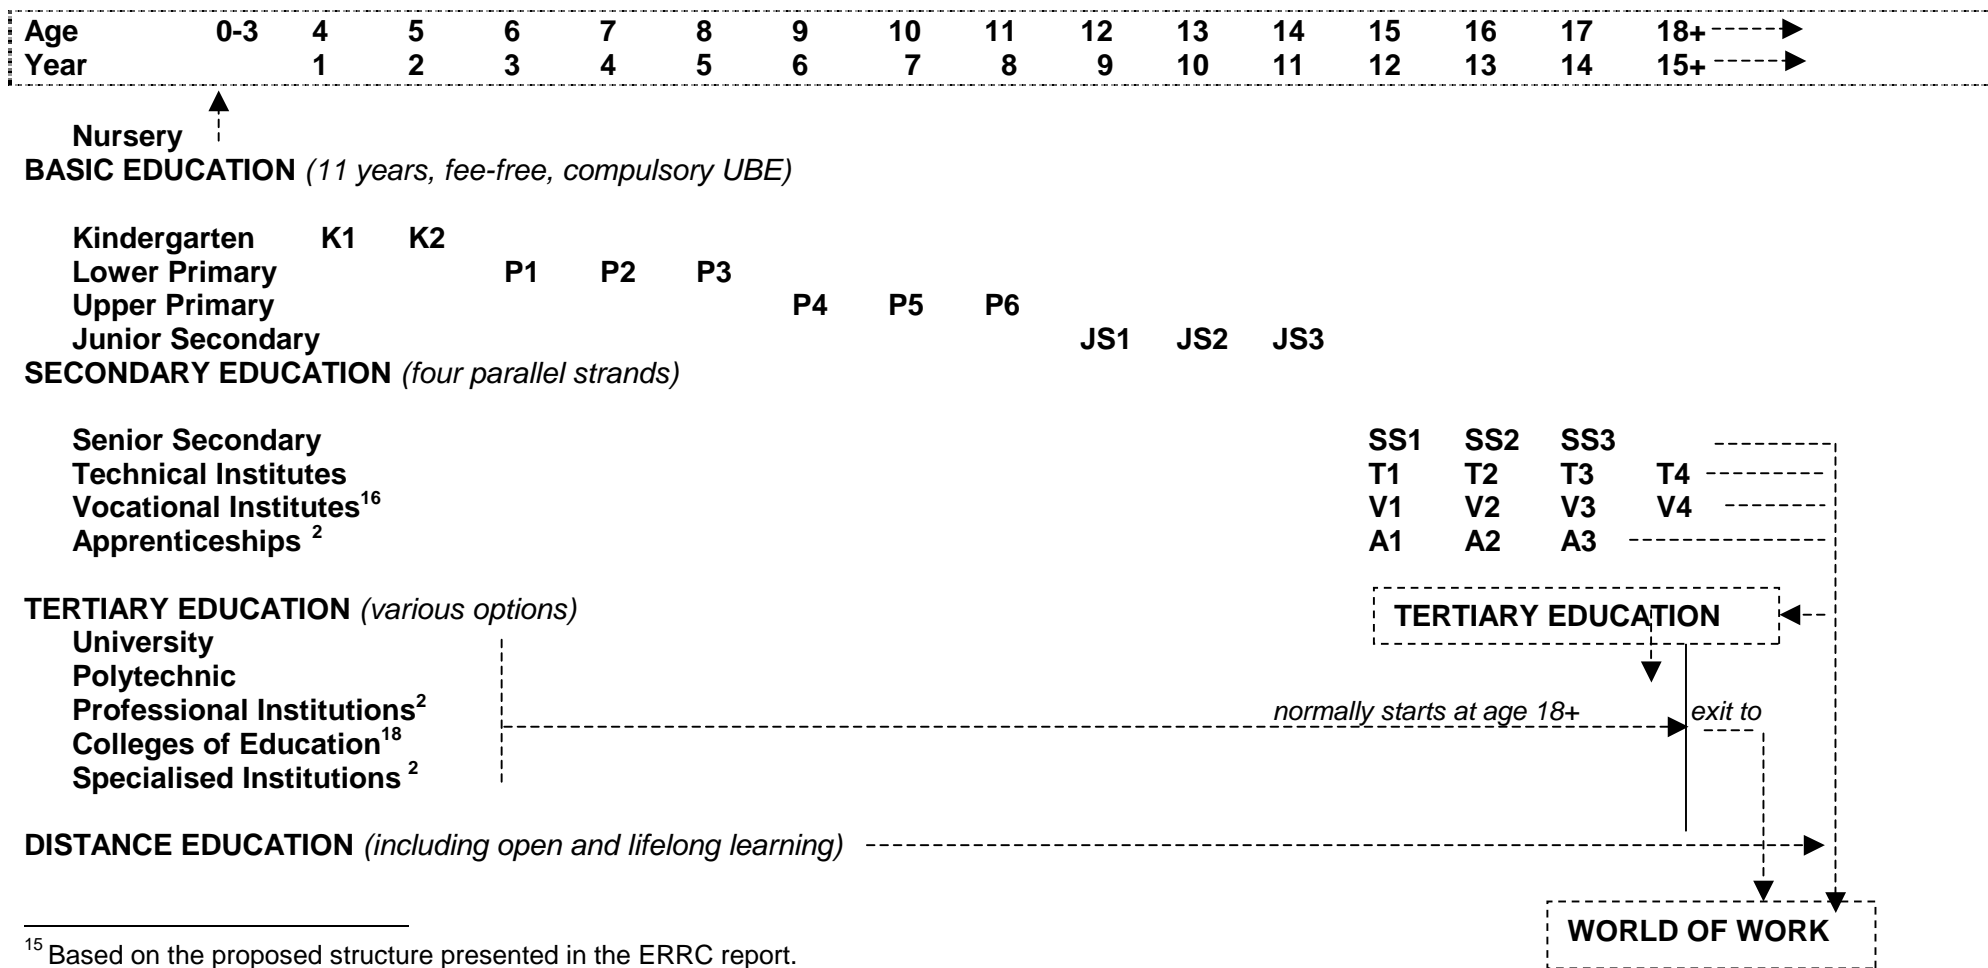 Age 0-3 4 5 6 7 8 9 10 11 12 13 14 15 16 17 18+
Year 1 2 3 4 5 6 7 8 9 10 11 12 13 14 15+
Nursery
BASIC EDUCATION (11 years, fee-free, compulsory UBE)
Kindergarten K1 K2
Lower Primary P1 P2 P3
Upper Primary P4 P5 P6
Junior Secondary JS1 JS2 JS3
SECONDARY EDUCATION (four parallel strands)
Senior Secondary SS1 SS2 SS3
Technical Institutes T1 T2 T3 T4
Vocational Institutes16 V1 V2 V3 V4
Apprenticeships 2 A1 A2 A3
TERTIARY EDUCATION (various options) TERTIARY EDUCATION
University
Polytechnic
Professional Institutions2 normally starts at age 18+ exit to
Colleges of Education18
Specialised Institutions 2
DISTANCE EDUCATION (including open and lifelong learning)
WORLD OF WORK
15 Based on the proposed structure presented in the ERRC report.